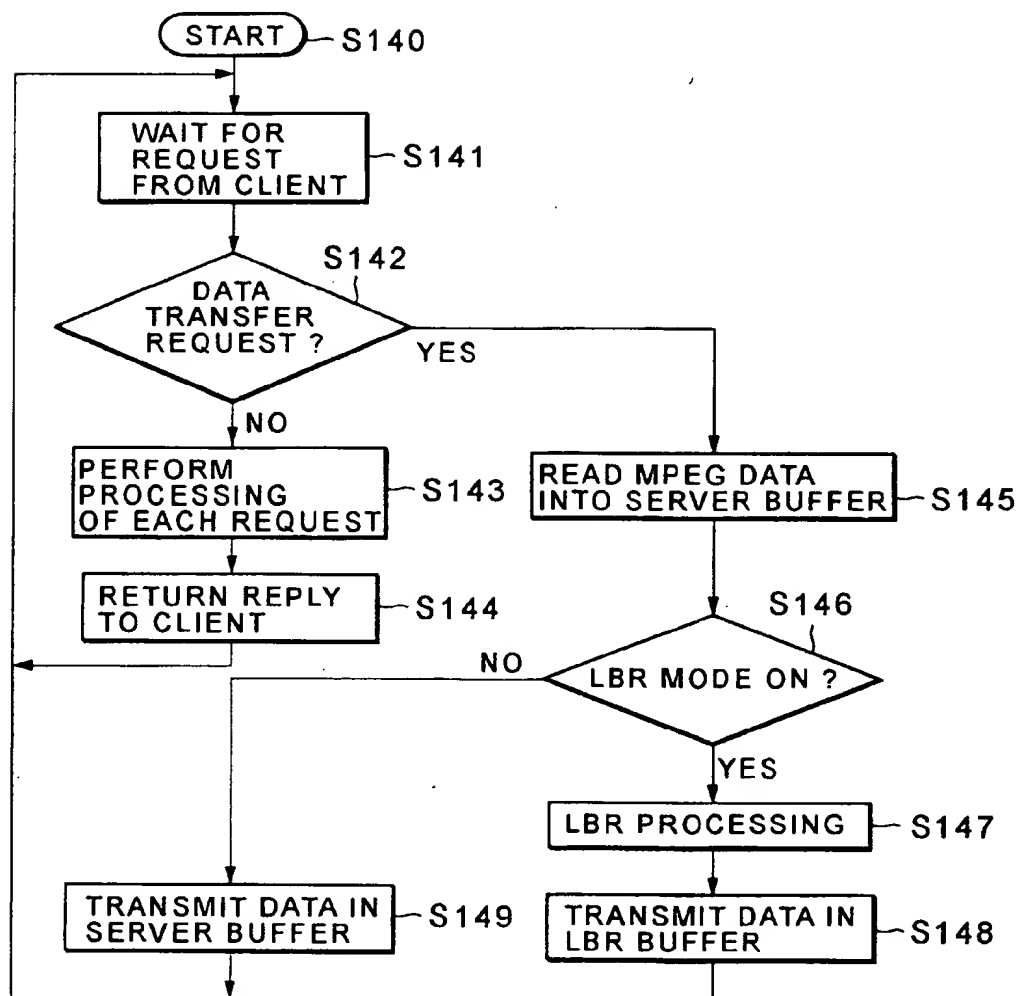 START
S140
WAIT FOR
REQUEST
FROM CLIENT
S141
S142
DATA
TRANSFER
REQUEST ?
YES
NO
PERFORM
PROCESSING
OF EACH REQUEST
S143
READ MPEG DATA
INTO SERVER BUFFER
S145
RETURN REPLY
TO CLIENT
S144
S146
NO
LBR MODE ON ?
YES
LBR PROCESSING
S147
TRANSMIT DATA IN
SERVER BUFFER
S149
TRANSMIT DATA IN
LBR BUFFER
S148